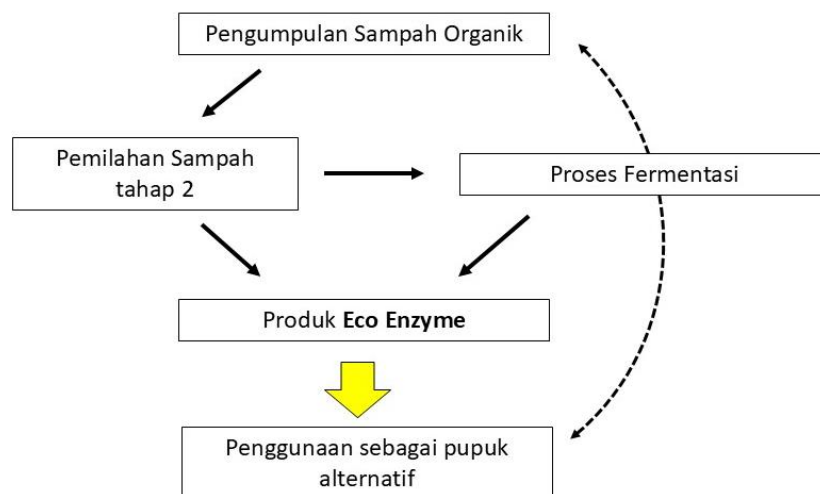 Pengumpulan Sampah Organik
Pemilahan Sampah
tahap 2
Proses Fermentasi
Produk Eco Enzyme
Penggunaan sebagai pupuk
alternatif